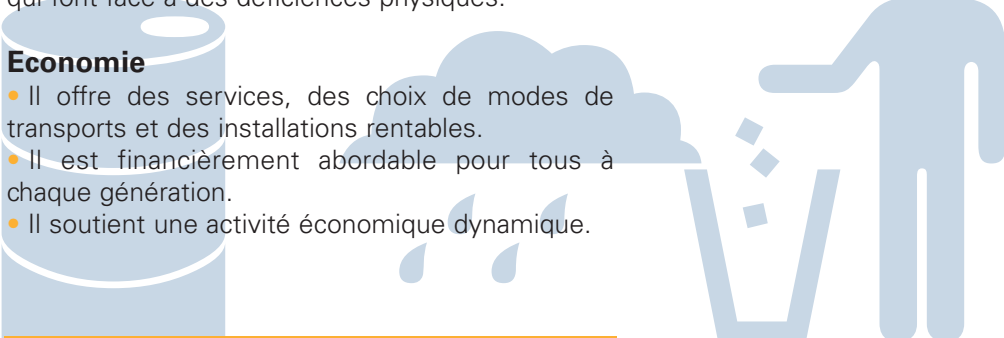 qui font face à des déficiences physiques.
Economie
• Il offre des services, des choix de modes de
transports et des installations rentables.
• Il est financièrement abordable pour tous à
chaque génération.
• Il soutient une activité économique dynamique.